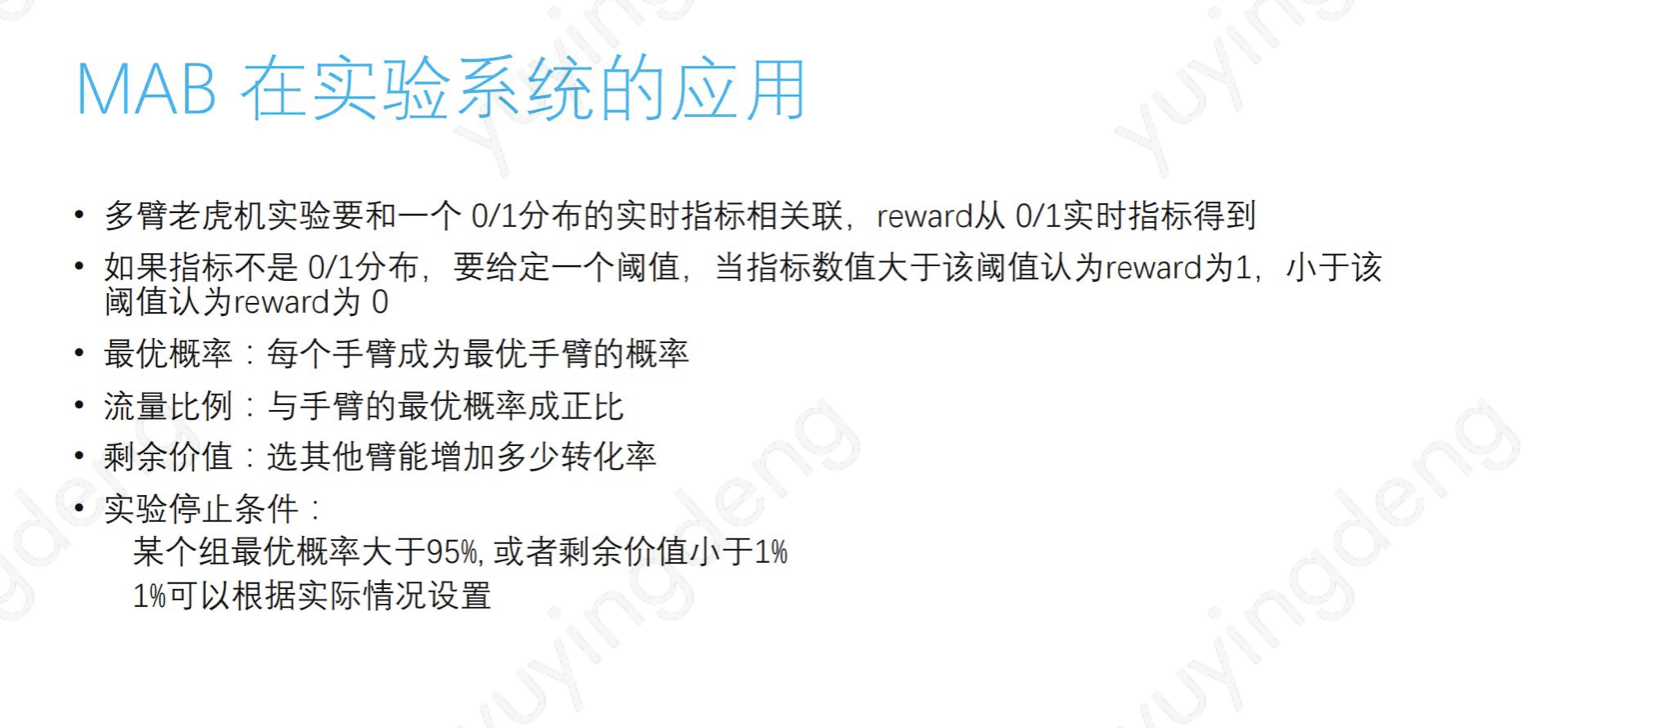 MAB 在实验系统的应用
• 多臂老虎机实验要和一个 0/1分布的实时指标相关联，reward从 0/1实时指标得到
• 如果指标不是 0/1分布，要给定一个阈值，当指标数值大于该阈值认为reward为1，小于该
阈值认为reward为 0
• 最优概率：每个手臂成为最优手臂的概率
• 流量比例：与手臂的最优概率成正比
• 剩余价值：选其他臂能增加多少转化率
• 实验停止条件：
某个组最优概率大于95%, 或者剩余价值小于1%
1%可以根据实际情况设置
yuyingdeng
yuyingdeng
yuyingdeng
yuyingdeng